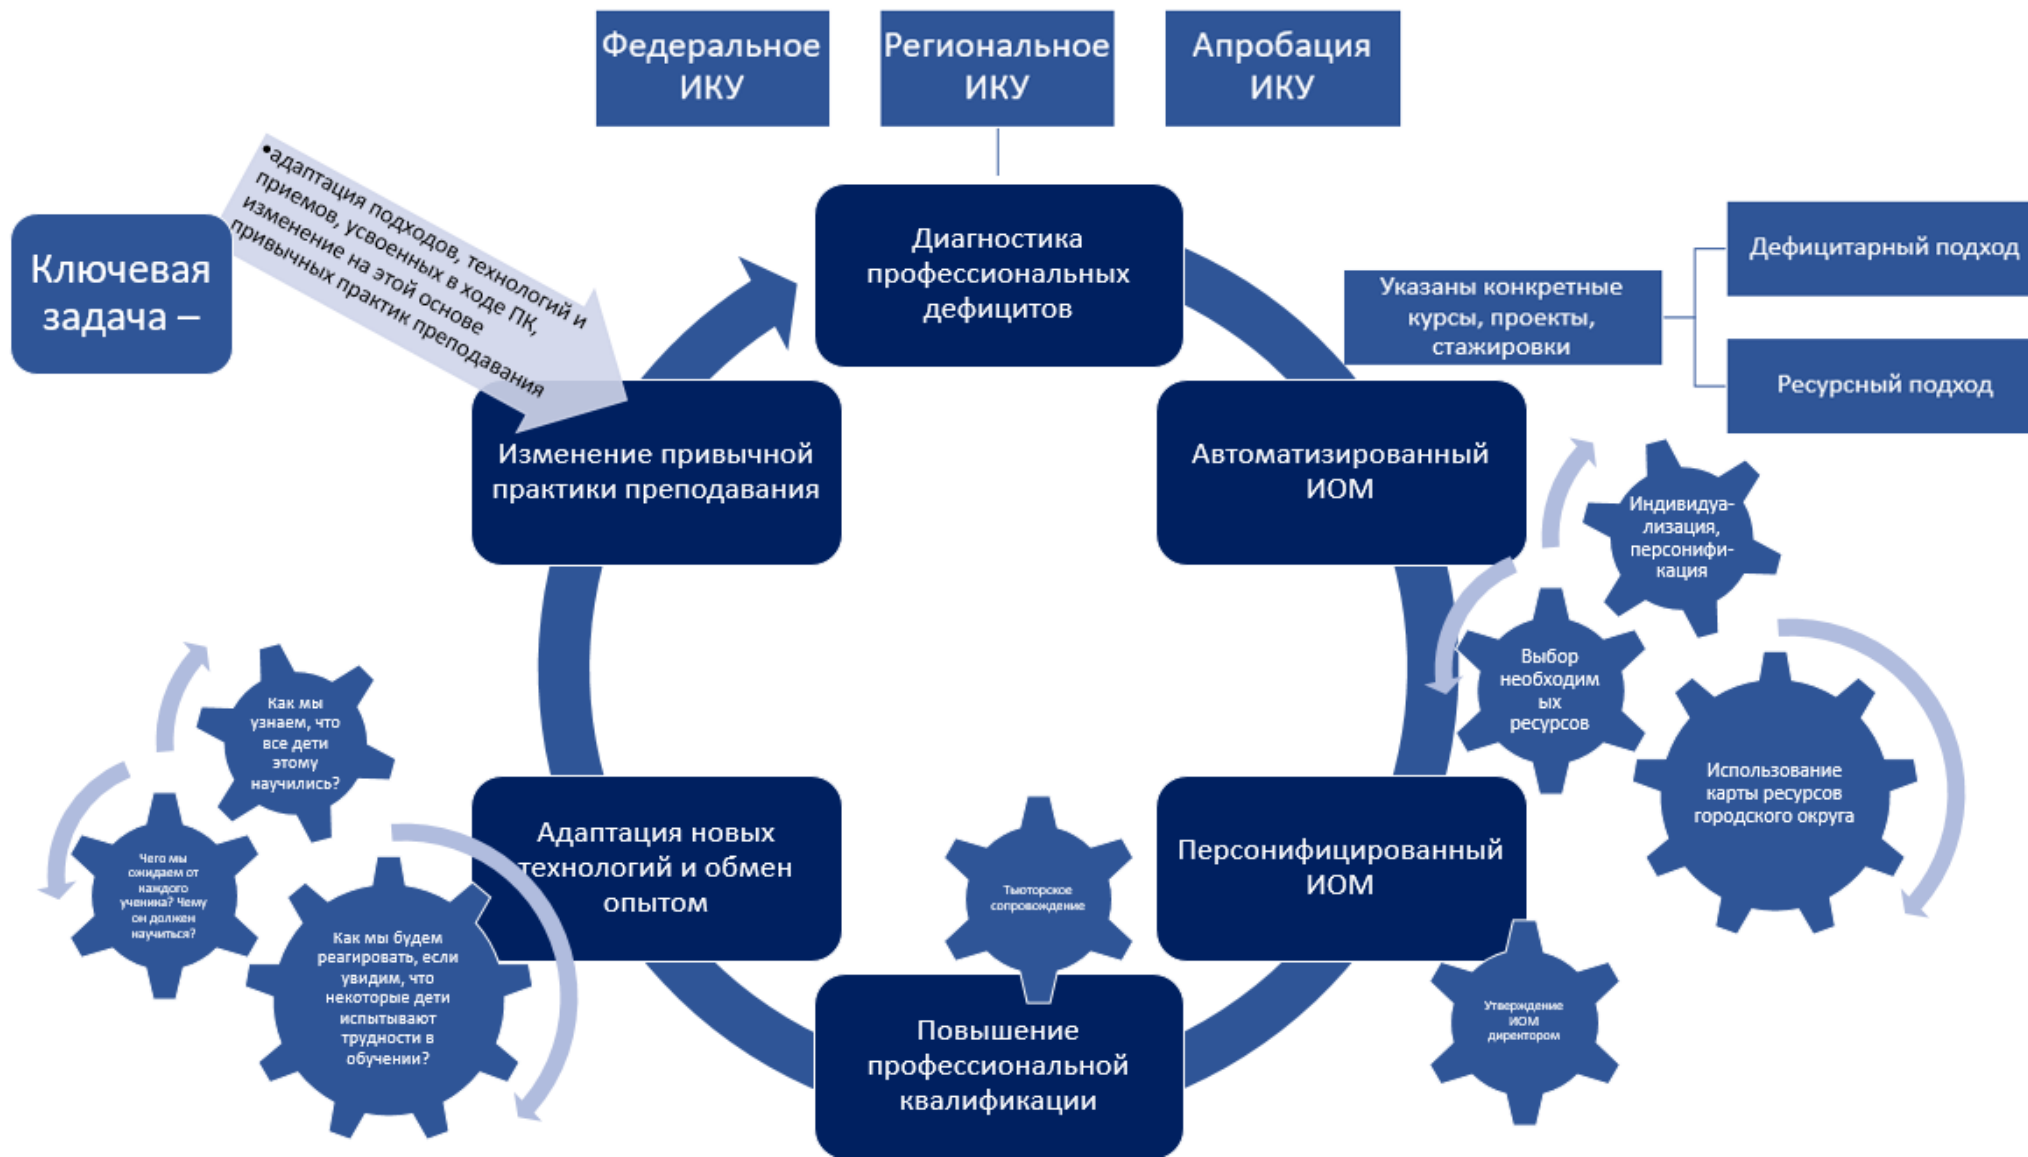 Федеральное
ИКУ
Региональное
ИКУ
Апробация
ИКУ
Ключевая
задача –
•адаптация подходов, технологий и
приемов, усвоенных в ходе ПК,
изменение на этой основе
привычных практик преподавания
Диагностика
профессиональных
дефицитов
Указаны конкретные
курсы, проекты,
стажировки
Дефицитарный подход
Ресурсный подход
Изменение привычной
практики преподавания
Автоматизированный
ИОМ
Индивидуа-
лизация,
персонифи-
кация
Выбор
необходим
ых
ресурсов
Использование
карты ресурсов
городского округа
Как мы
узнаем, что
все дети
этому
научились?
Чего мы
ожидаем от
каждого
ученика? Чему
он должен
научиться?
Как мы будем
реагировать, если
увидим, что
некоторые дети
испытывают
трудности в
обучении?
Адаптация новых
технологий и обмен
опытом
Тьюторское
сопровождение
Персонифицированный
ИОМ
Утверждение
ИОМ
директором
Повышение
профессиональной
квалификации